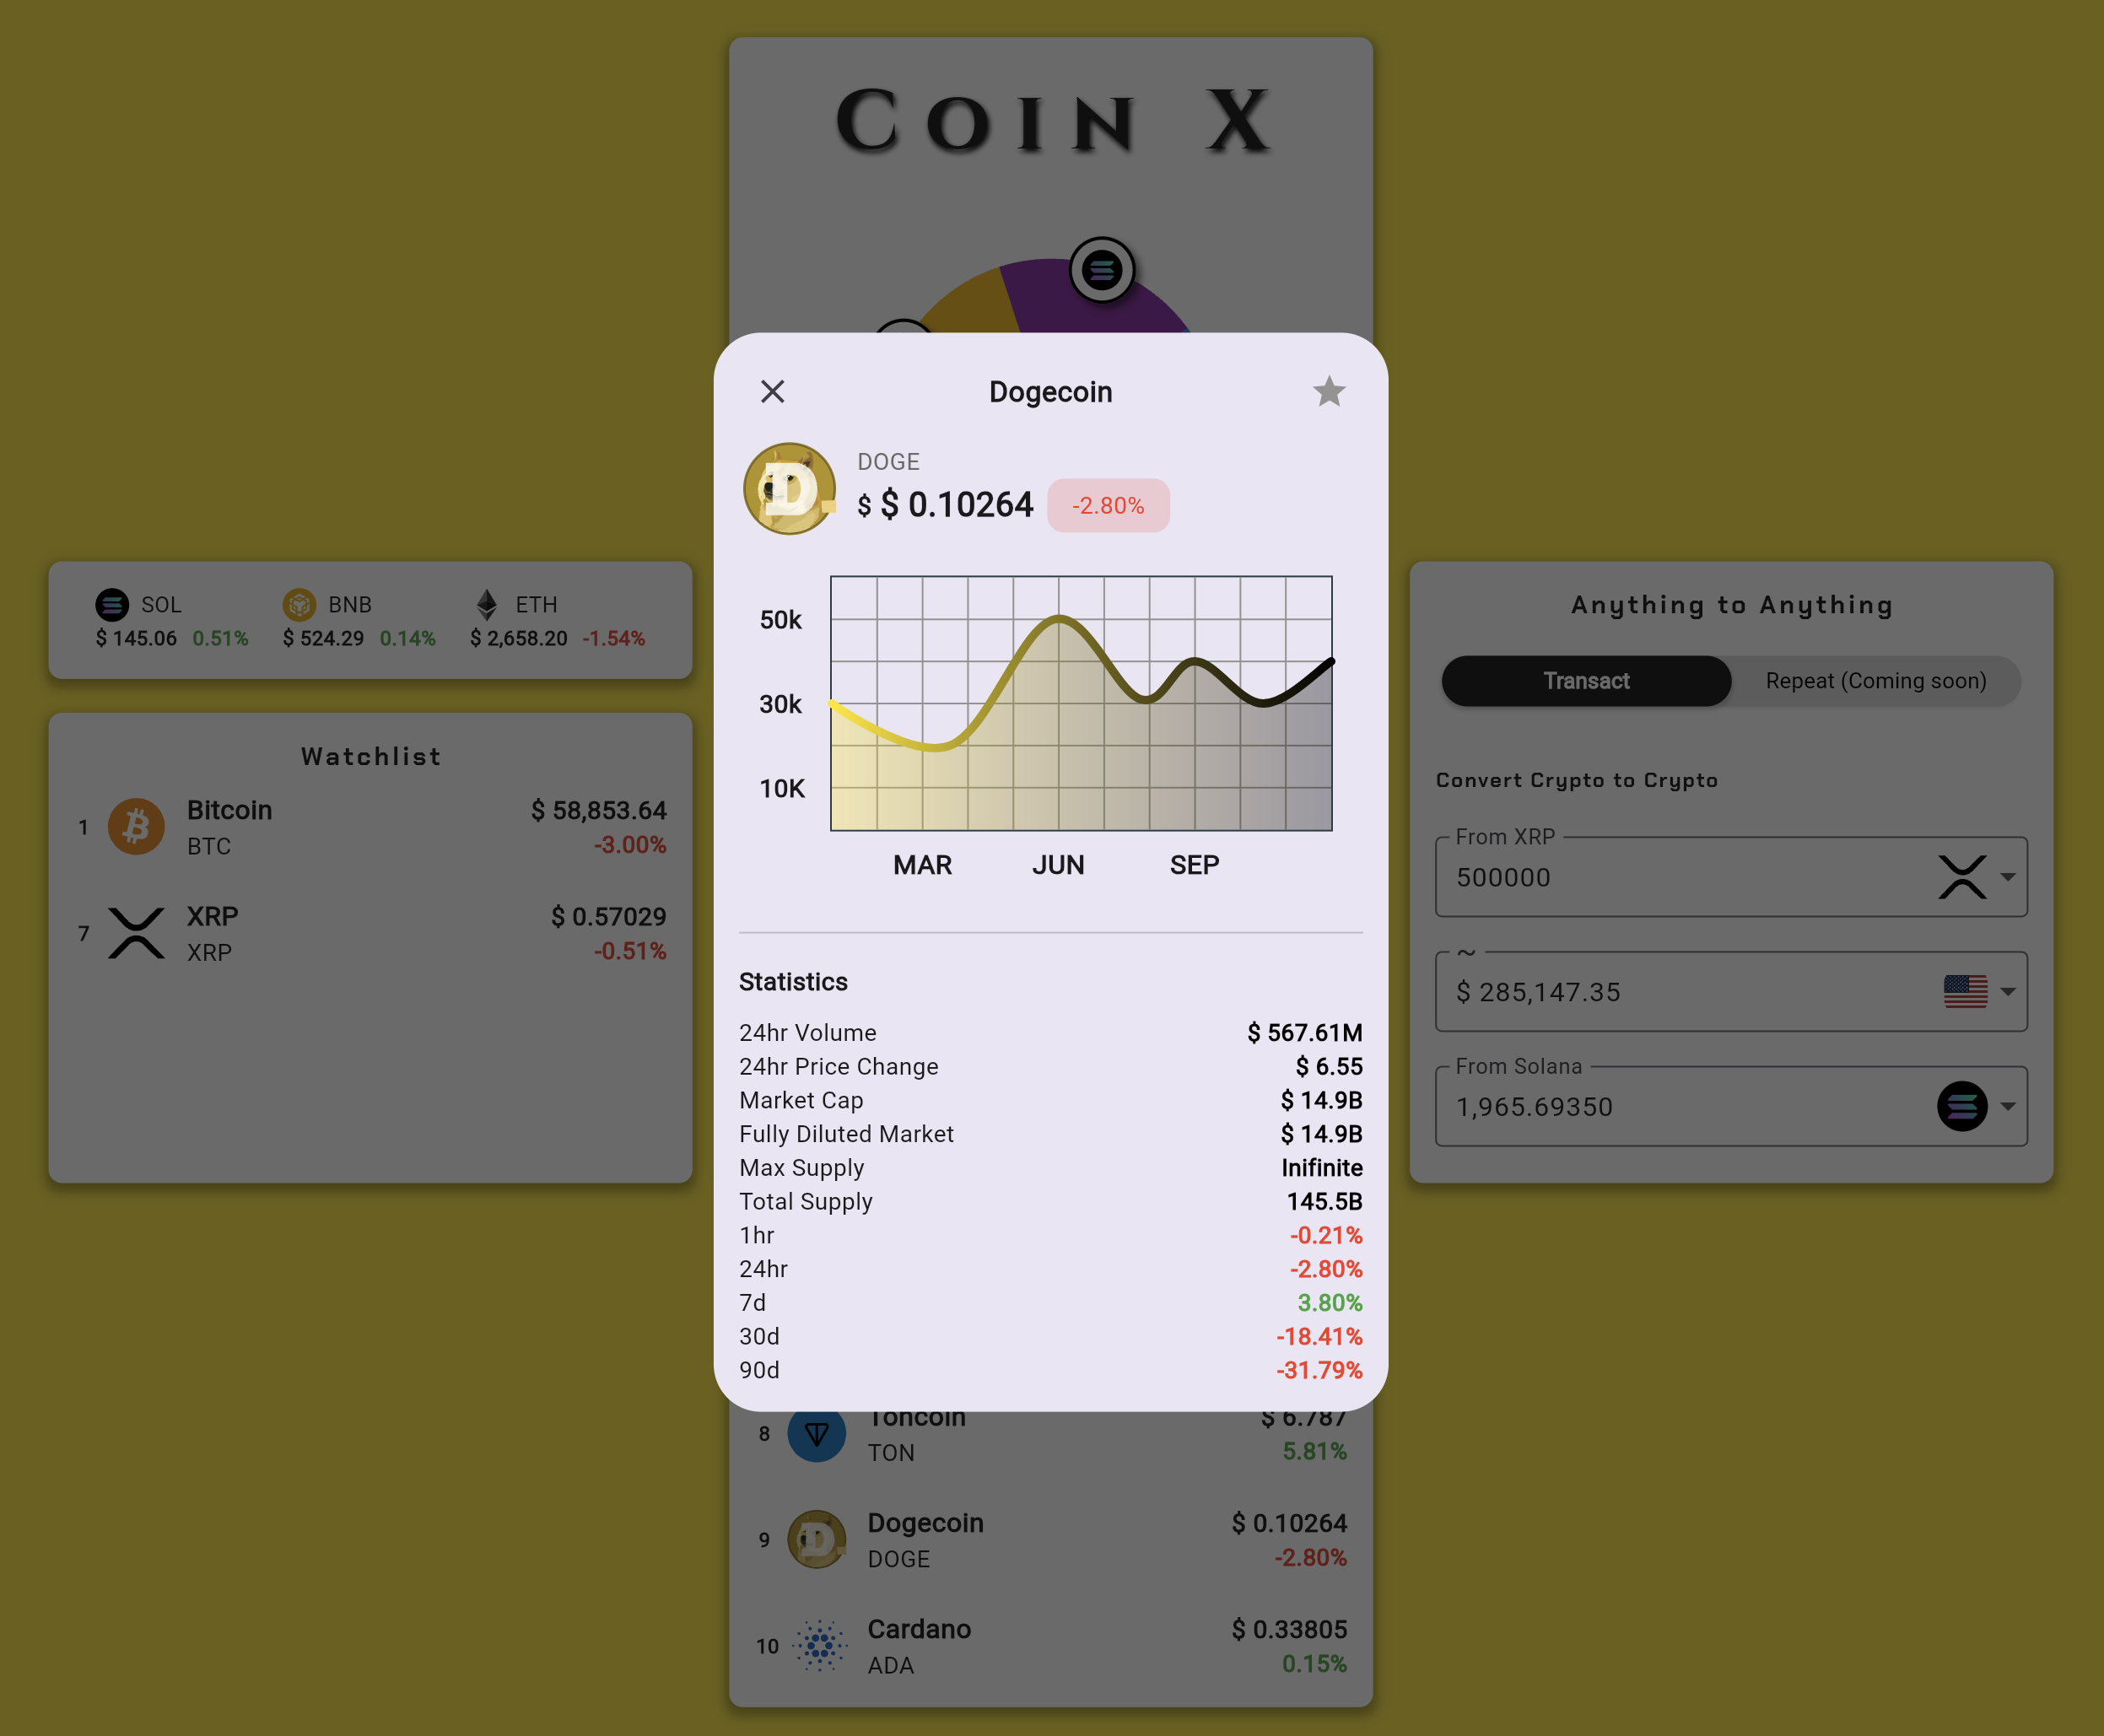 Coin X
SOL
$ 145.06 0.51%
BNB
$ 524.29 0.14%
ETH
$ 2,658.20 -1.54%
Watchlist
1
Bitcoin
BTC
$ 58,853.64
-3.00%
7
XRP
XRP
$ 0.57029
-0.51%
Dogecoin
DOGE
$ $ 0.10264 -2.80%
50k
30k
10K
MAR JUN SEP
Statistics
24hr Volume $ 567.61M
24hr Price Change $ 6.55
Market Cap $ 14.9B
Fully Diluted Market $ 14.9B
Max Supply Inifinite
Total Supply 145.5B
1hr -0.21%
24hr -2.80%
7d 3.80%
30d -18.41%
90d -31.79%
8
Toncoin
TON
$ 6.787
5.81%
9
Dogecoin
DOGE
$ 0.10264
-2.80%
10
Cardano
ADA
$ 0.33805
0.15%
Anything to Anything
Transact Repeat (Coming soon)
Convert Crypto to Crypto
From XRP
500000
~
$ 285,147.35
From Solana
1,965.69350